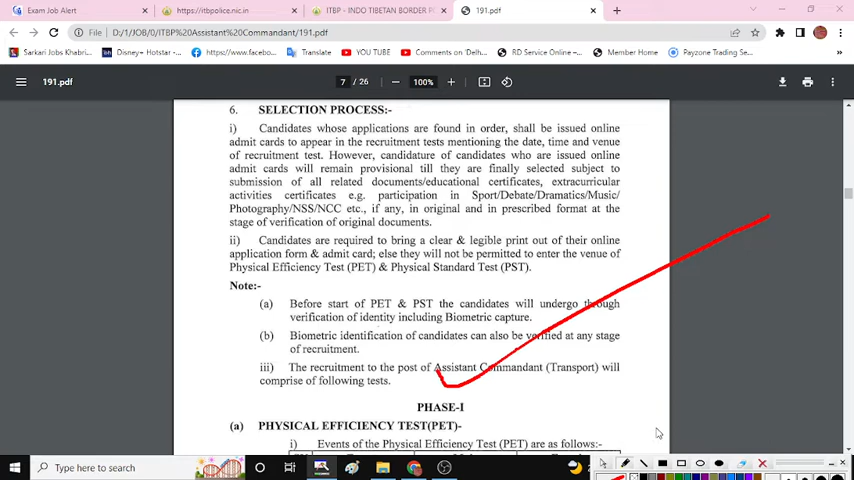 Exam Job Alert
https://itbpolice.nic.in
ITBP - INDO TIBETAN BORDER P
191.pdf
File
D:/1/JOB/0/ITBP%20Assistant%20Commandant/191.pdf
Sarkari Jobs Khabri...
Disney+ Hotstar -...
https://www.facebo...
Translate
YOU TUBE
Comments on 'Delh...
RD Service Online -...
Member Home
Payzone Trading Se...
191.pdf
7 / 26
100%
6. SELECTION PROCESS:-
i) Candidates whose applications are found in order, shall be issued online
admit cards to appear in the recruitment tests mentioning the date, time and venue
of recruitment test. However, candidature of candidates who are issued online
admit cards will remain provisional till they are finally selected subject to
submission of all related documents/educational certificates, extracurricular
activities certificates e.g. participation in Sport/Debate/Dramatics/Music/
Photography/NSS/NCC etc., if any, in original and in prescribed format at the
stage of verification of original documents.
ii) Candidates are required to bring a clear & legible print out of their online
application form & admit card; else they will not be permitted to enter the venue of
Physical Efficiency Test (PET) & Physical Standard Test (PST).
Note:-
(a) Before start of PET & PST the candidates will undergo through
verification of identity including Biometric capture.
(b) Biometric identification of candidates can also be verified at any stage
of recruitment.
iii) The recruitment to the post of Assistant Commandant (Transport) will
comprise of following tests.
PHASE-I
(a) PHYSICAL EFFICIENCY TEST(PET)-
i) Events of the Physical Efficiency Test (PET) are as follows:-
Type here to search